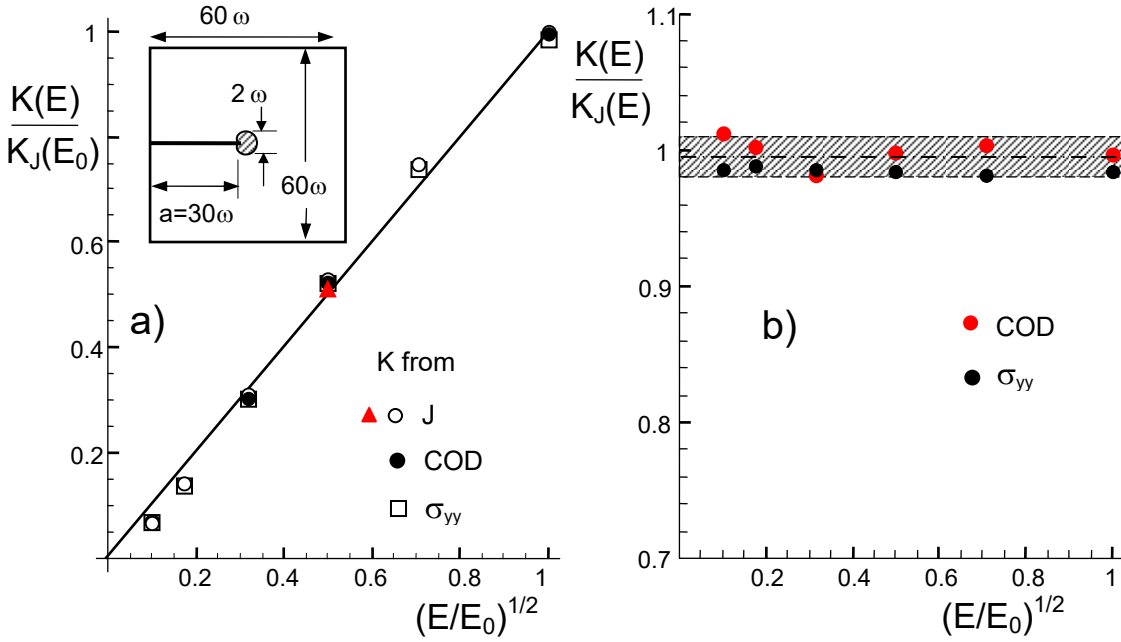 60 ω
2 ω
60ω
a=30ω
K(E)
K_J(E_0)
1
0.8
0.6
0.4
0.2
a)
K from
J
COD
σ_yy
0.2 0.4 0.6 0.8 1
(E/E_0)^1/2
K(E)
K_J(E)
1.1
1
0.9
0.8
0.7
b)
COD
σ_yy
0.2 0.4 0.6 0.8 1
(E/E_0)^1/2